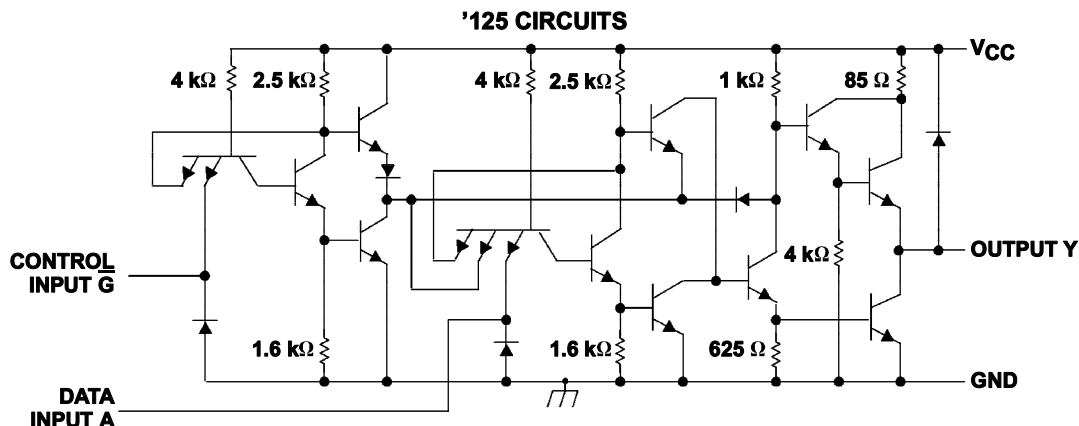 ’125 CIRCUITS
VCC
4 kΩ
2.5 kΩ
4 kΩ
2.5 kΩ
1 kΩ
85 Ω
CONTROL
INPUT G̅
4 kΩ
OUTPUT Y
1.6 kΩ
1.6 kΩ
625 Ω
GND
DATA
INPUT A